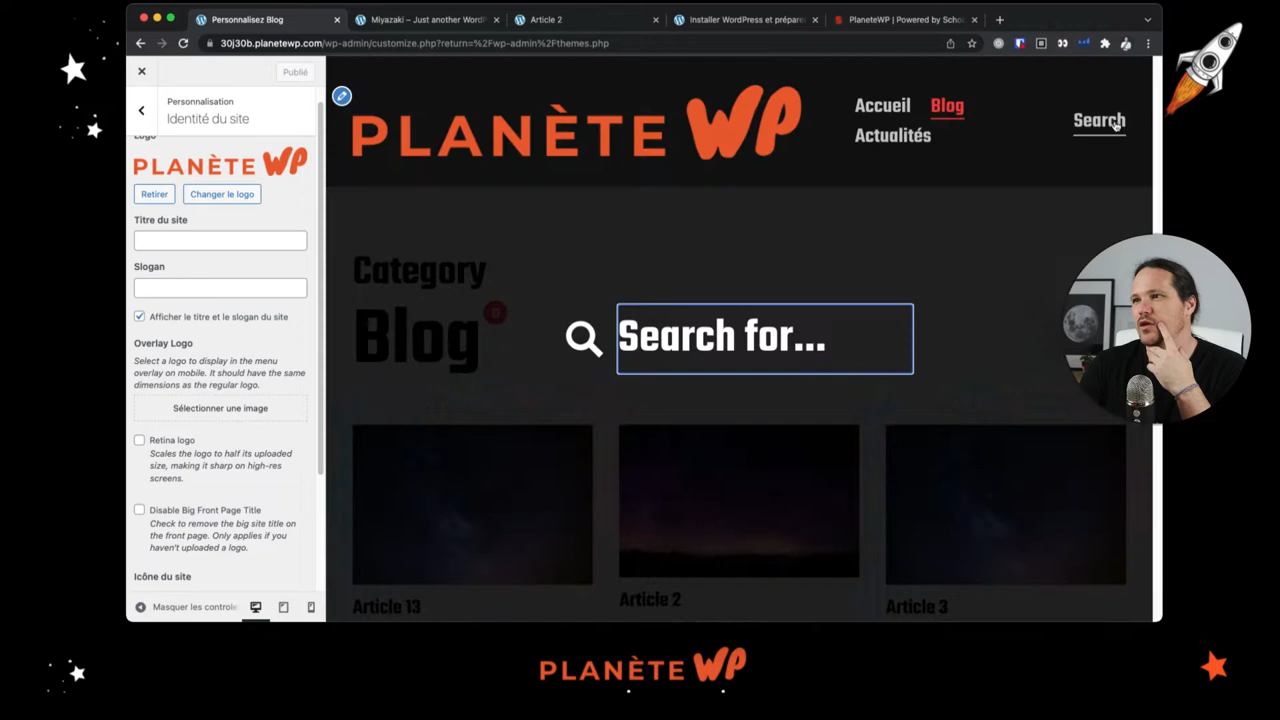 Personnalisez Blog
Miyazaki – Just another WordP
Article 2
Installer WordPress et prépare
PlaneteWP | Powered by Schoo
30j30b.planetewp.com/wp-admin/customize.php?return=%2Fwp-admin%2Fthemes.php
Publié
Personnalisation
Identité du site
Logo
PLANÈTE WP
Retirer
Changer le logo
Titre du site
Slogan
Afficher le titre et le slogan du site
Overlay Logo
Select a logo to display in the menu
overlay on mobile. It should have the same
dimensions as the regular logo.
Sélectionner une image
Retina logo
Scales the logo to half its uploaded
size, making it sharp on high-res
screens.
Disable Big Front Page Title
Check to remove the big site title on
the front page. Only applies if you
haven't uploaded a logo.
Icône du site
Masquer les controle
PLANÈTE WP
Accueil Blog
Actualités
Search
Category
Blog
Search for...
Article 13
Article 2
Article 3
PLANÈTE WP